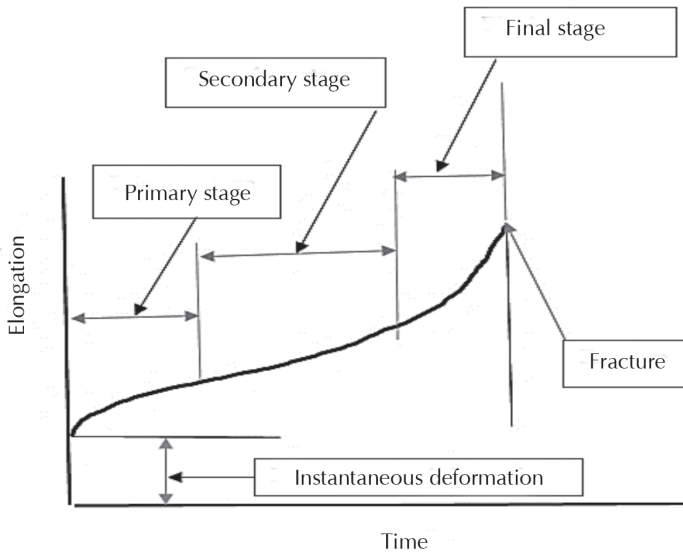 Final stage
Secondary stage
Primary stage
Elongation
Fracture
Instantaneous deformation
Time